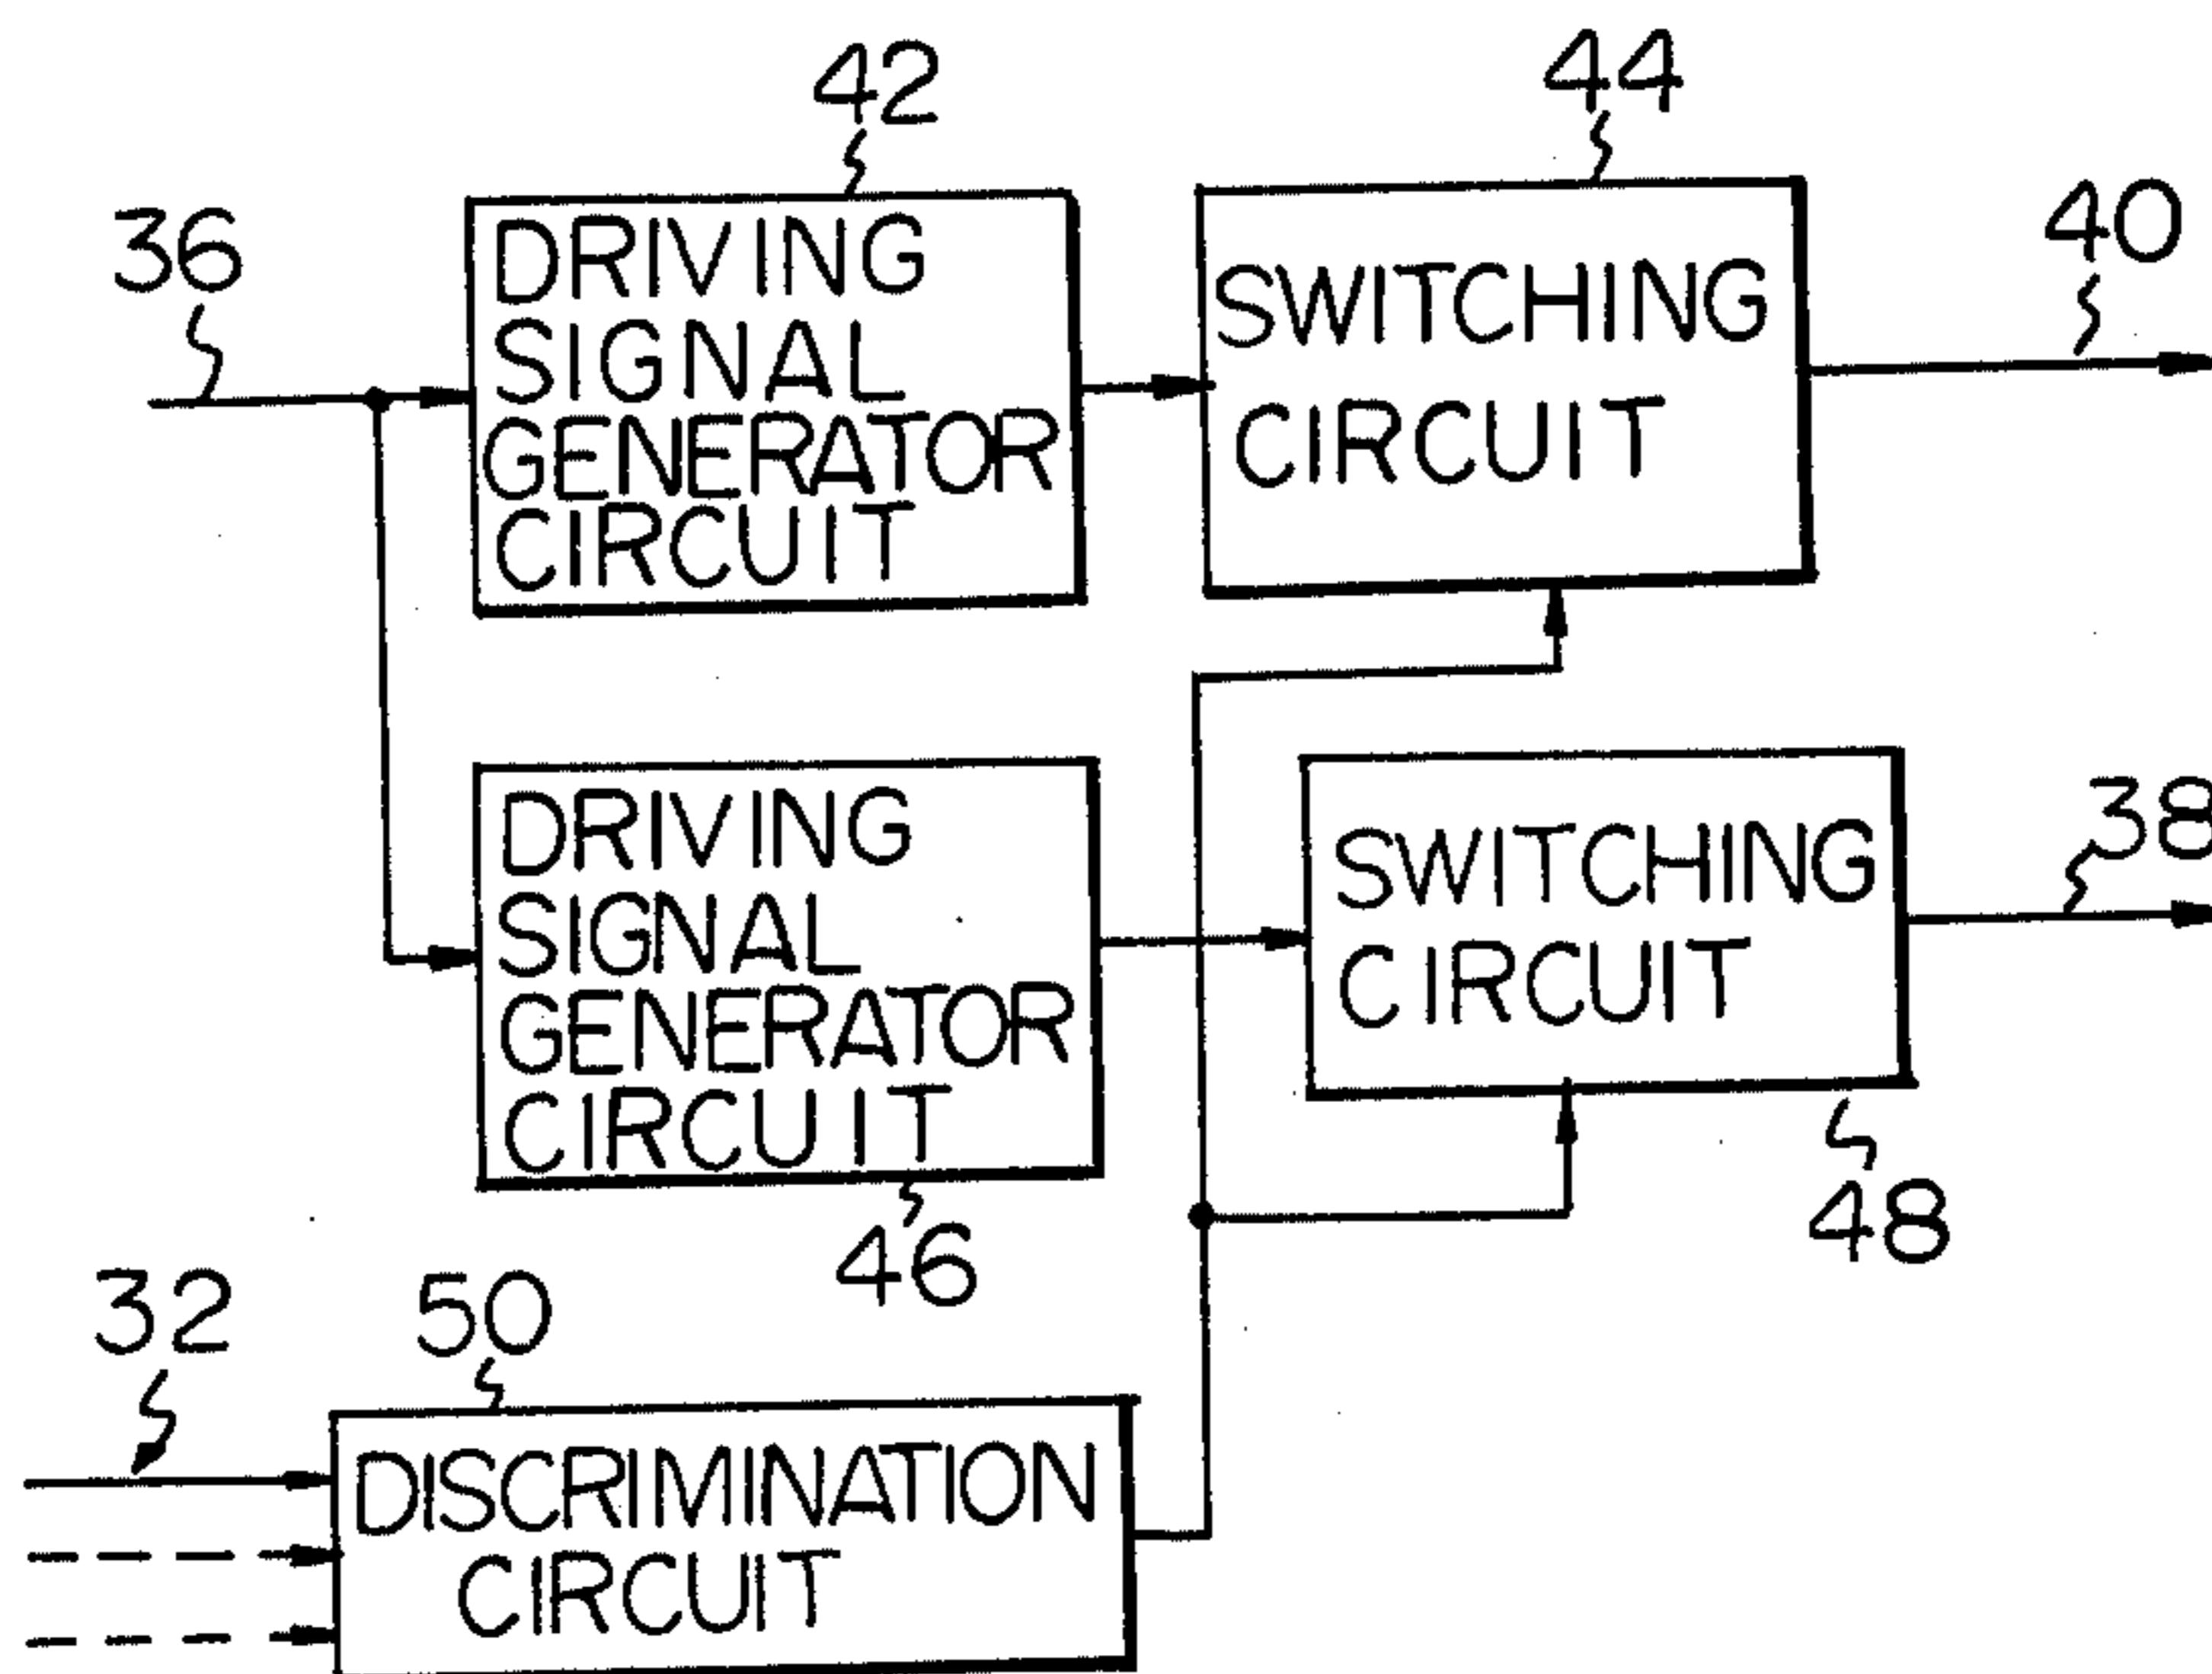 42
44
36
40
DRIVING
SIGNAL
GENERATOR
CIRCUIT
SWITCHING
CIRCUIT
DRIVING
SIGNAL
GENERATOR
CIRCUIT
SWITCHING
CIRCUIT
38
46
48
32
50
DISCRIMINATION
CIRCUIT